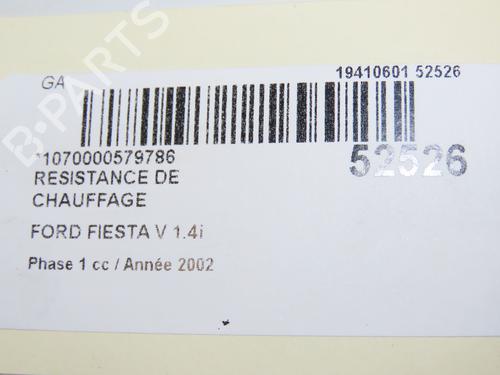 GA
19410601 52526
*1070000579786
52526
RESISTANCE DE
CHAUFFAGE
FORD FIESTA V 1.4i
Phase 1 cc / Année 2002
B-PARTS